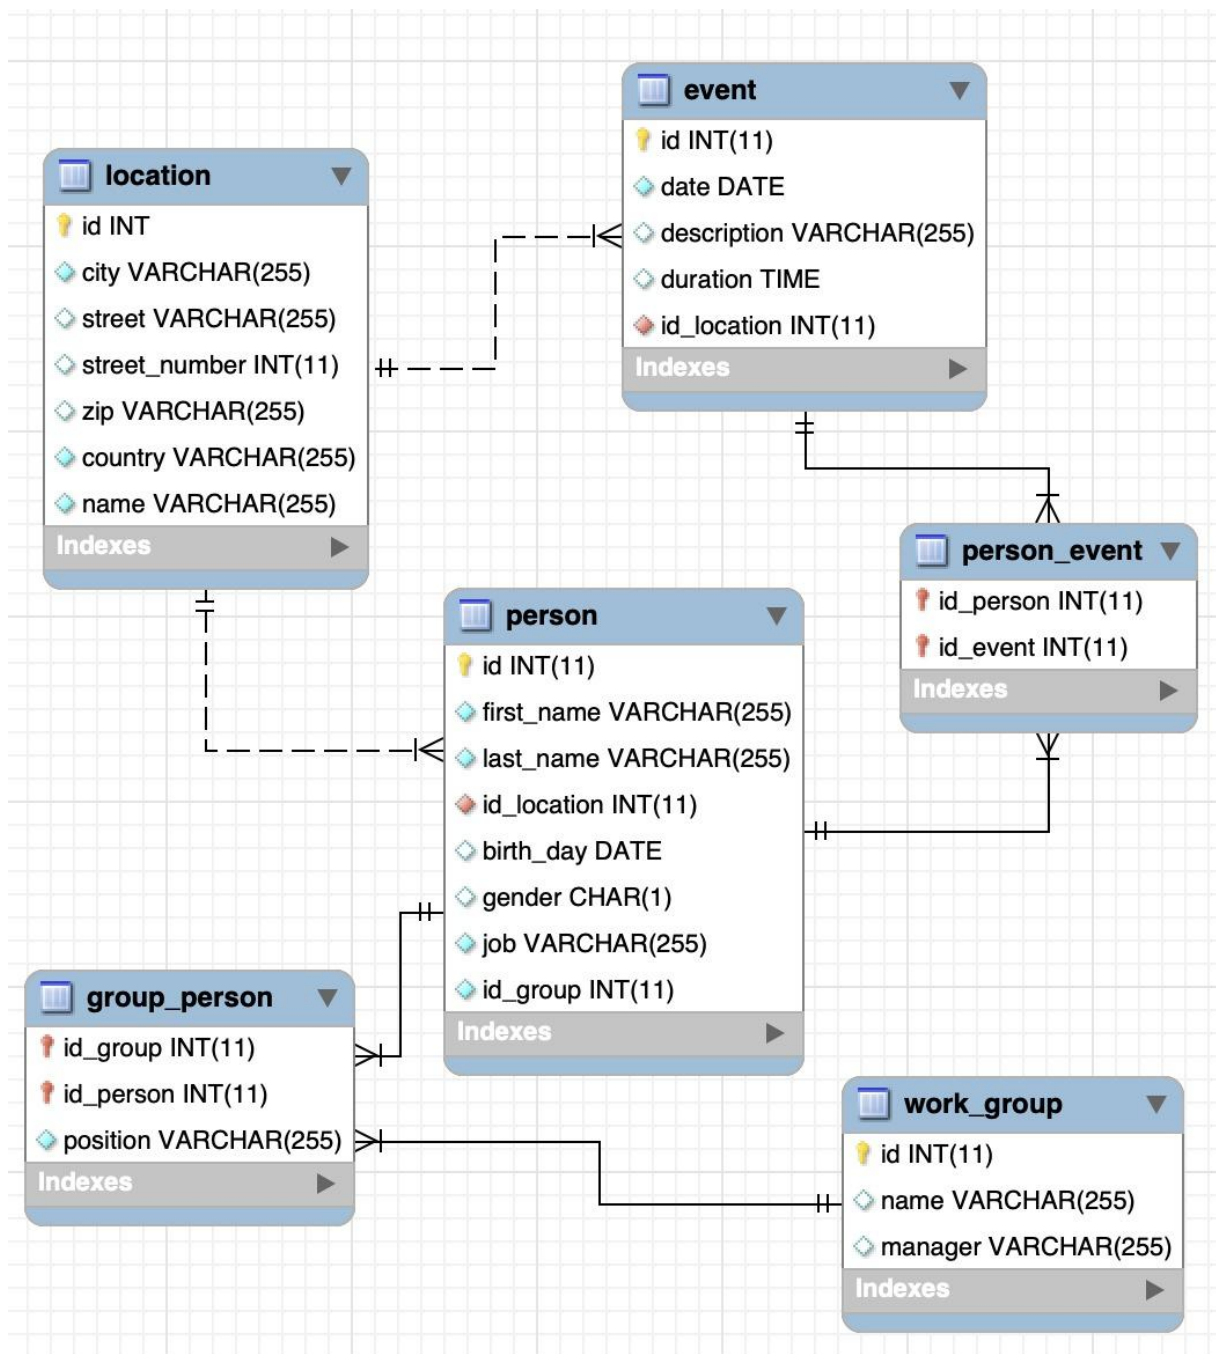 event
id INT(11)
date DATE
description VARCHAR(255)
duration TIME
id_location INT(11)
Indexes
location
id INT
city VARCHAR(255)
street VARCHAR(255)
street_number INT(11)
zip VARCHAR(255)
country VARCHAR(255)
name VARCHAR(255)
Indexes
person_event
id_person INT(11)
id_event INT(11)
Indexes
person
id INT(11)
first_name VARCHAR(255)
last_name VARCHAR(255)
id_location INT(11)
birth_day DATE
gender CHAR(1)
job VARCHAR(255)
id_group INT(11)
Indexes
group_person
id_group INT(11)
id_person INT(11)
position VARCHAR(255)
Indexes
work_group
id INT(11)
name VARCHAR(255)
manager VARCHAR(255)
Indexes